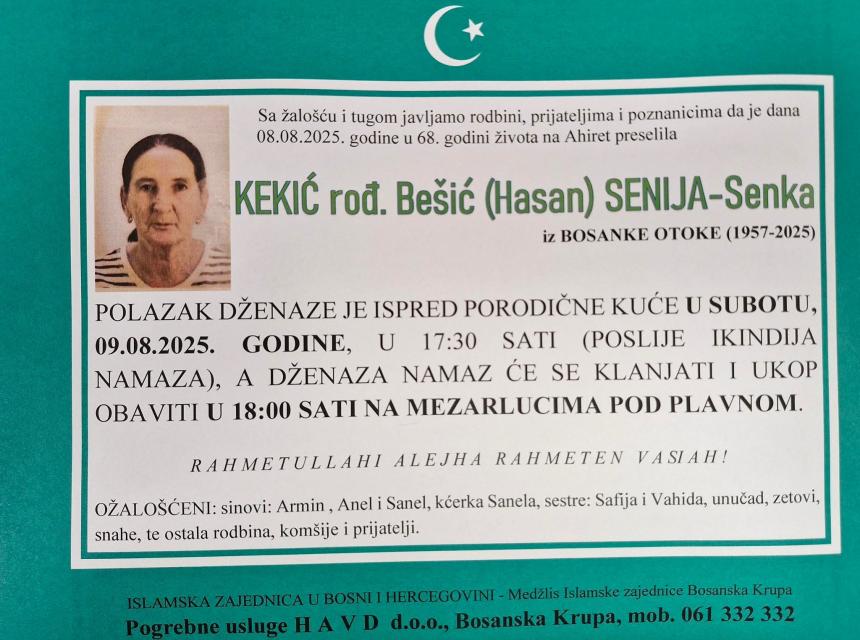 Sa žalošću i tugom javljamo rodbini, prijateljima i poznanicima da je dana
08.08.2025. godine u 68. godini života na Ahiret preselila
KEKIĆ rođ. Bešić (Hasan) SENIJA-Senka
iz BOSANKE OTOKE (1957-2025)
POLAZAK DŽENAZE JE ISPRED PORODIČNE KUĆE U SUBOTU,
09.08.2025. GODINE, U 17:30 SATI (POSLIJE IKINDIJA
NAMAZA), A DŽENAZA NAMAZ ĆE SE KLANJATI I UKOP
OBAVITI U 18:00 SATI NA MEZARLUCIMA POD PLAVNOM.
RAHMETULLAHI ALEJHA RAHMETEN VASIAH!
OŽALOŠĆENI: sinovi: Armin , Anel i Sanel, kćerka Sanela, sestre: Safija i Vahida, unučad, zetovi,
snahe, te ostala rodbina, komšije i prijatelji.
ISLAMSKA ZAJEDNICA U BOSNI I HERCEGOVINI - Medžlis Islamske zajednice Bosanska Krupa
Pogrebne usluge H A V D d.o.o., Bosanska Krupa, mob. 061 332 332